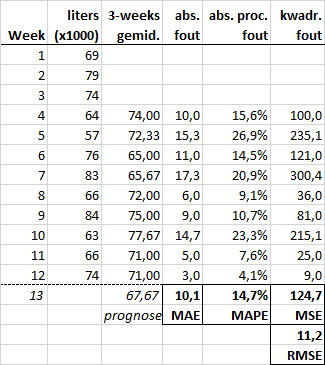 liters 3-weeks abs. abs. proc. kwadr.
Week (x1000) gemid. fout fout fout
1 69
2 79
3 74
4 64 74,00 10,0 15,6% 100,0
5 57 72,33 15,3 26,9% 235,1
6 76 65,00 11,0 14,5% 121,0
7 83 65,67 17,3 20,9% 300,4
8 66 72,00 6,0 9,1% 36,0
9 84 75,00 9,0 10,7% 81,0
10 63 77,67 14,7 23,3% 215,1
11 66 71,00 5,0 7,6% 25,0
12 74 71,00 3,0 4,1% 9,0
13 67,67 10,1 14,7% 124,7
prognose MAE MAPE MSE
11,2
RMSE